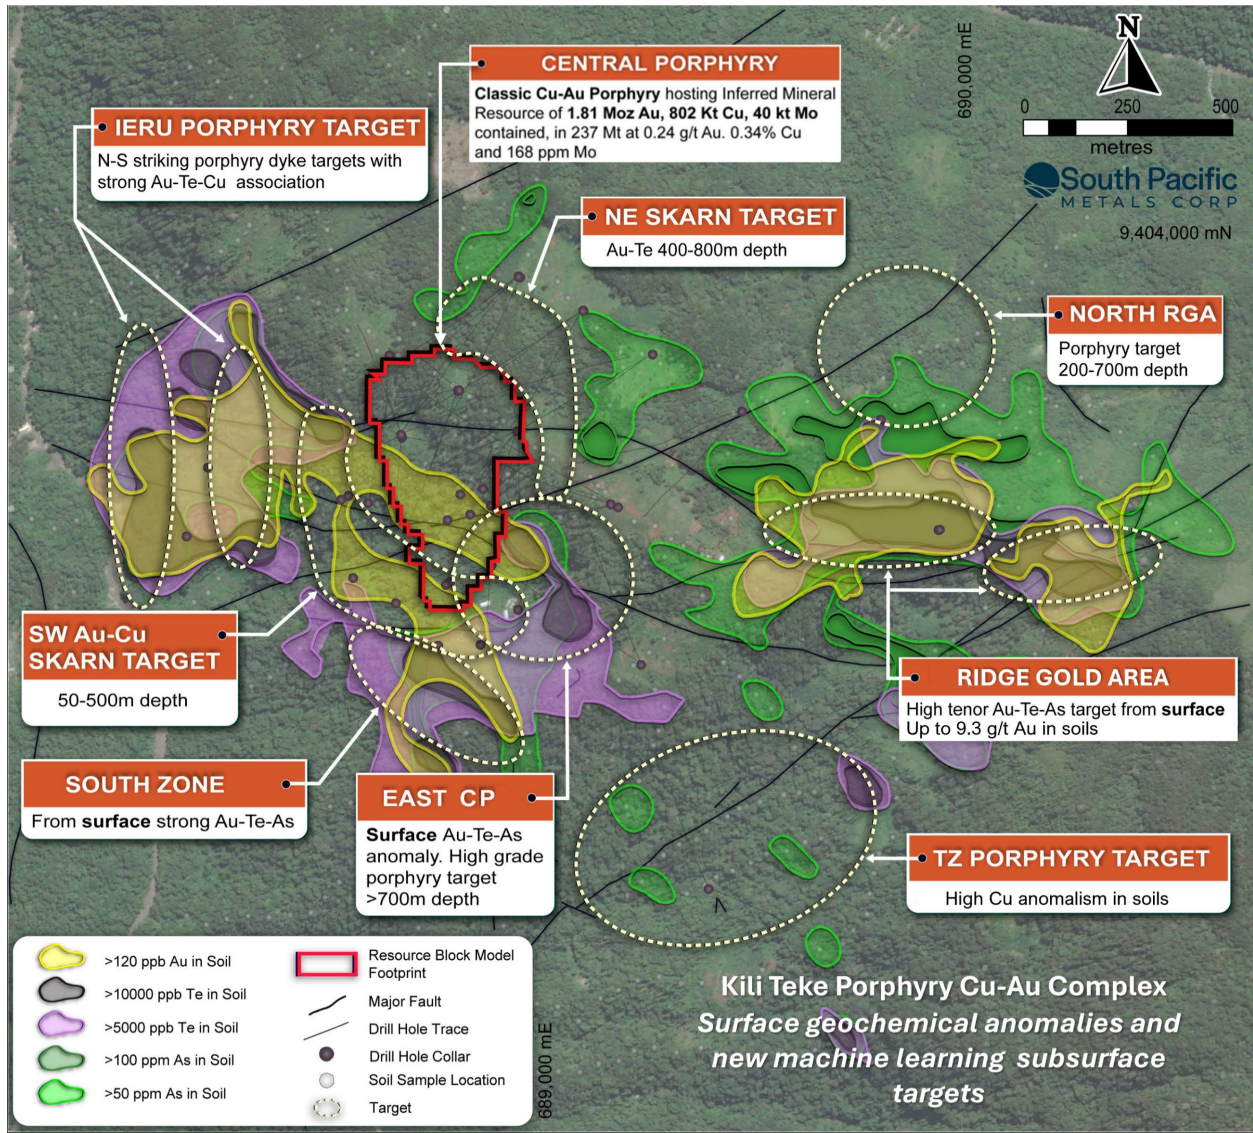 N
690,000 mE
0 250 500
metres
South Pacific
METALS CORP
9,404,000 mN
CENTRAL PORPHYRY
Classic Cu-Au Porphyry hosting Inferred Mineral
Resource of 1.81 Moz Au, 802 Kt Cu, 40 kt Mo
contained, in 237 Mt at 0.24 g/t Au. 0.34% Cu
and 168 ppm Mo
IERU PORPHYRY TARGET
N-S striking porphyry dyke targets with
strong Au-Te-Cu association
NE SKARN TARGET
Au-Te 400-800m depth
NORTH RGA
Porphyry target
200-700m depth
SW Au-Cu
SKARN TARGET
50-500m depth
RIDGE GOLD AREA
High tenor Au-Te-As target from surface
Up to 9.3 g/t Au in soils
SOUTH ZONE
From surface strong Au-Te-As
EAST CP
Surface Au-Te-As
anomaly. High grade
porphyry target
>700m depth
TZ PORPHYRY TARGET
High Cu anomalism in soils
>120 ppb Au in Soil
>10000 ppb Te in Soil
>5000 ppb Te in Soil
>100 ppm As in Soil
>50 ppm As in Soil
Resource Block Model
Footprint
Major Fault
Drill Hole Trace
Drill Hole Collar
Soil Sample Location
Target
689,000 mE
Kili Teke Porphyry Cu-Au Complex
Surface geochemical anomalies and
new machine learning subsurface
targets